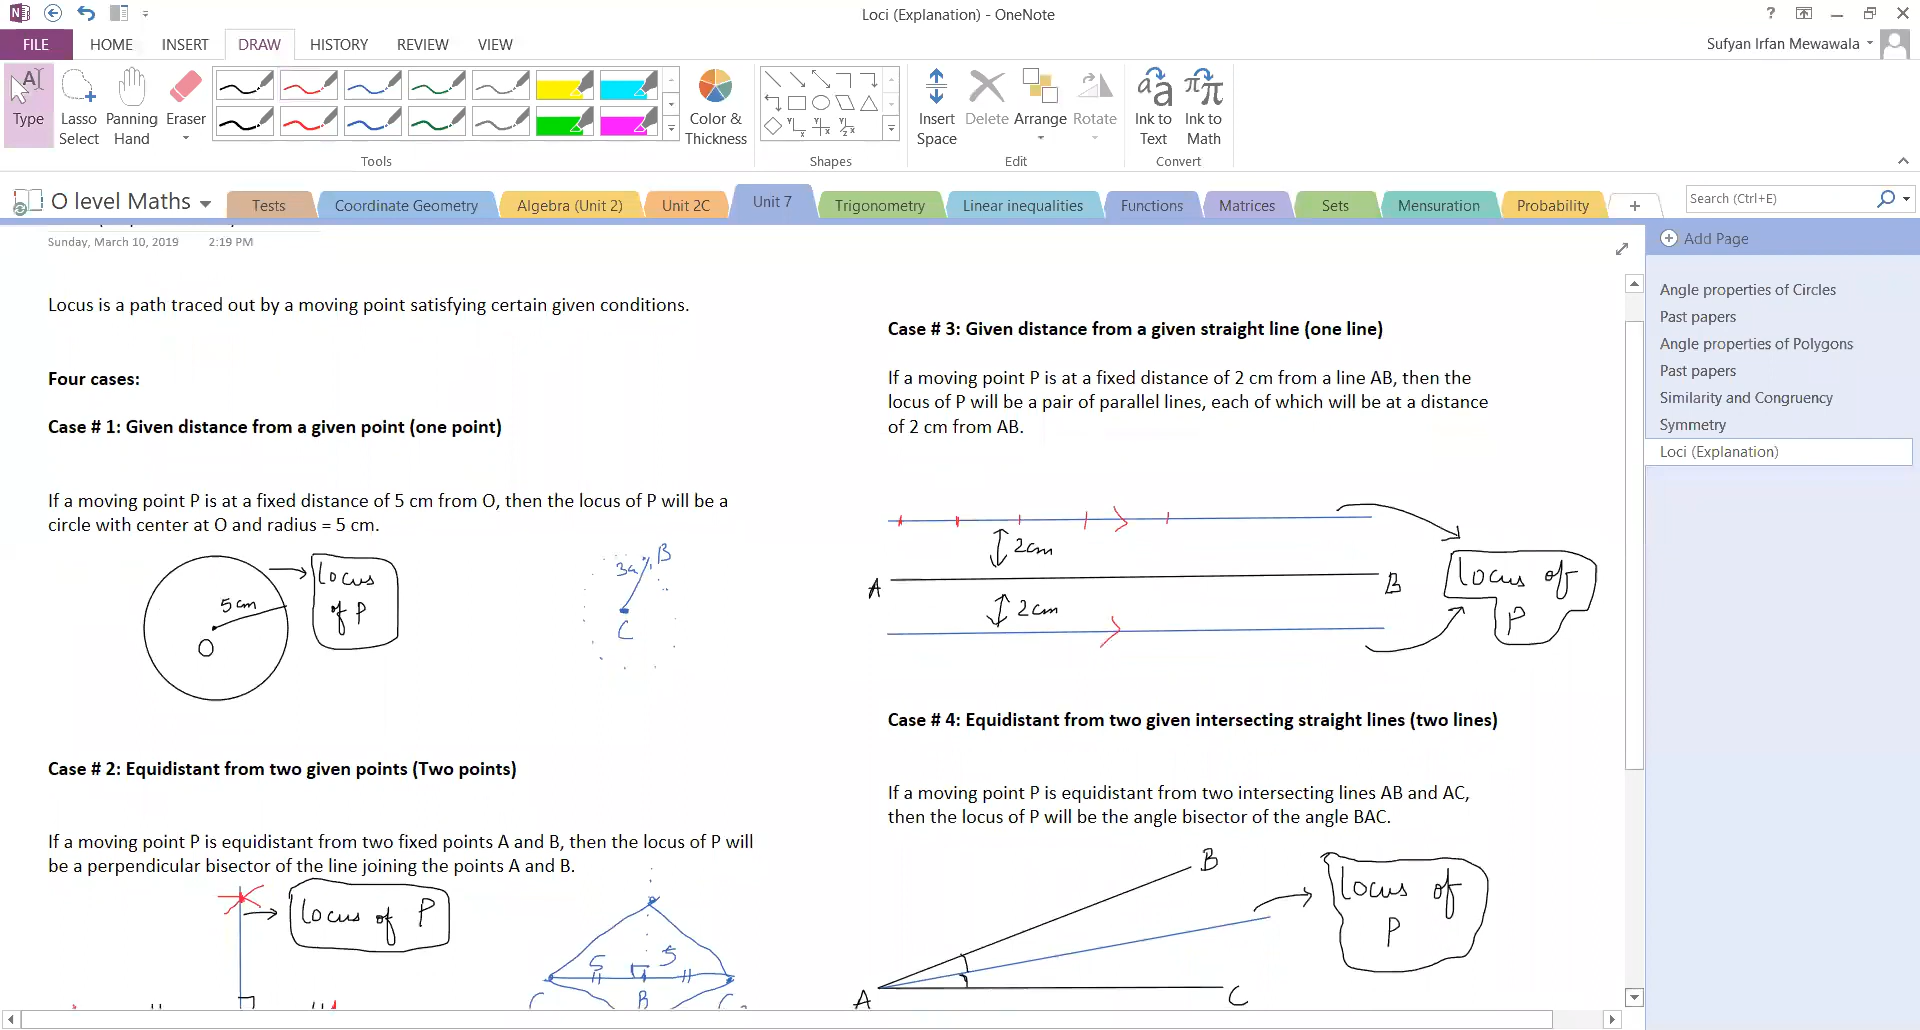 Loci (Explanation) - OneNote
FILE HOME INSERT DRAW HISTORY REVIEW VIEW
Sufyan Irfan Mewawala
Type
Lasso Select
Panning Hand
Eraser
Color & Thickness
Insert Space
Delete
Arrange
Rotate
Ink to Text
Ink to Math
Tools
Shapes
Edit
Convert
O level Maths
Tests
Coordinate Geometry
Algebra (Unit 2)
Unit 2C
Unit 7
Trigonometry
Linear inequalities
Functions
Matrices
Sets
Mensuration
Probability
Search (Ctrl+E)
Sunday, March 10, 2019 2:19 PM
Locus is a path traced out by a moving point satisfying certain given conditions.
Four cases:
Case # 1: Given distance from a given point (one point)
If a moving point P is at a fixed distance of 5 cm from O, then the locus of P will be a
circle with center at O and radius = 5 cm.
5cm
O
locus
of P
B
C
Case # 2: Equidistant from two given points (Two points)
If a moving point P is equidistant from two fixed points A and B, then the locus of P will
be a perpendicular bisector of the line joining the points A and B.
locus of P
5 5
C B
Case # 3: Given distance from a given straight line (one line)
If a moving point P is at a fixed distance of 2 cm from a line AB, then the
locus of P will be a pair of parallel lines, each of which will be at a distance
of 2 cm from AB.
2cm
A B
2cm
locus of
P
Case # 4: Equidistant from two given intersecting straight lines (two lines)
If a moving point P is equidistant from two intersecting lines AB and AC,
then the locus of P will be the angle bisector of the angle BAC.
B
A C
locus of
P
Add Page
Angle properties of Circles
Past papers
Angle properties of Polygons
Past papers
Similarity and Congruency
Symmetry
Loci (Explanation)